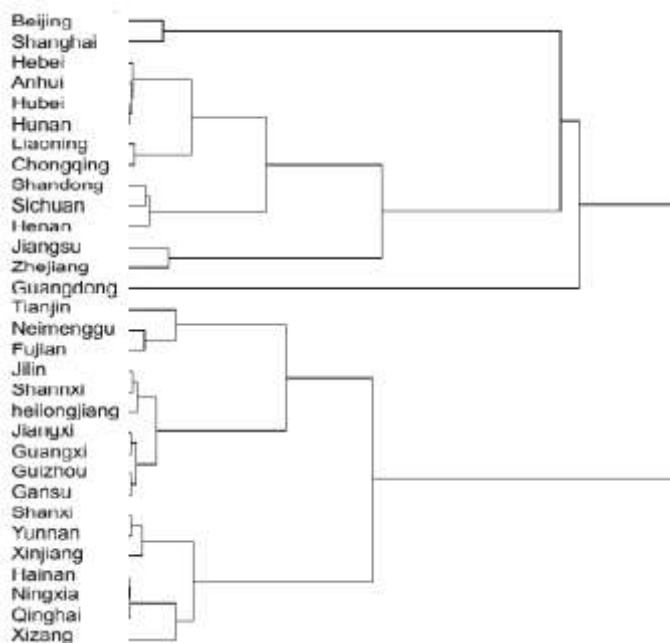 Beijing
Shanghai
Hebei
Anhui
Hubei
Hunan
Liaoning
Chongqing
Shandong
Sichuan
Henan
Jiangsu
Zhejiang
Guangdong
Tianjin
Neimenggu
Fujian
Jilin
Shannxi
heilongjiang
Jiangxi
Guangxi
Guizhou
Gansu
Shanxi
Yunnan
Xinjiang
Hainan
Ningxia
Qinghai
Xizang